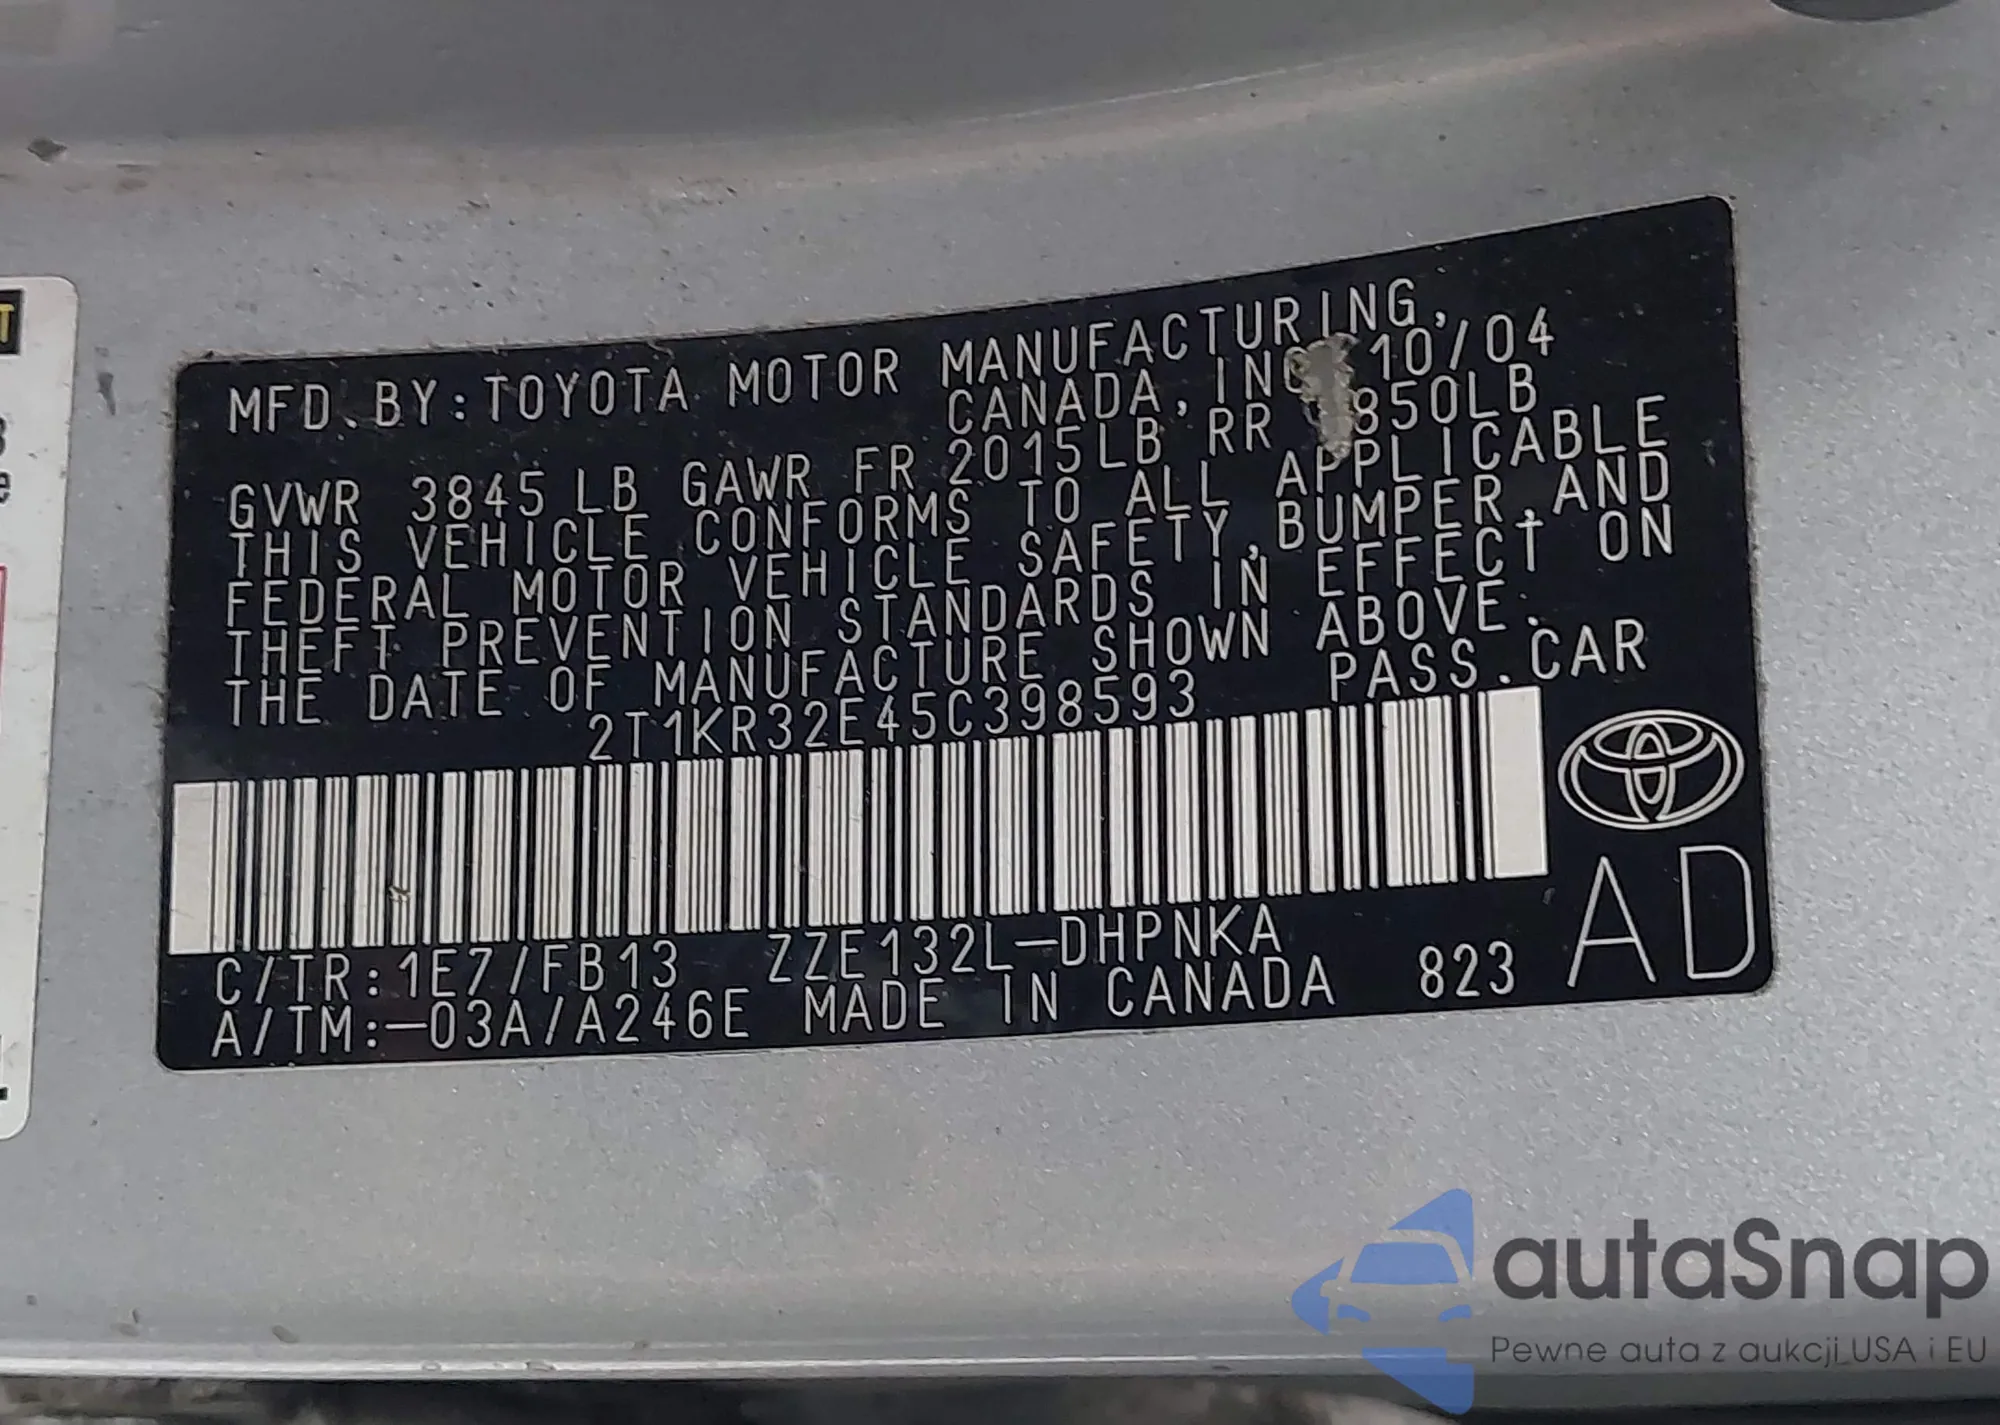 MFD. BY: TOYOTA MOTOR MANUFACTURING,
CANADA, INC 10/04
GVWR 3845 LB GAWR FR 2015LB RR 850LB
THIS VEHICLE CONFORMS TO ALL APPLICABLE
FEDERAL MOTOR VEHICLE SAFETY, BUMPER, AND
THEFT PREVENTION STANDARDS IN EFFECT ON
THE DATE OF MANUFACTURE SHOWN ABOVE.
2T1KR32E45C398593 PASS. CAR
C/TR: 1E7/FB13 ZZE132L-DHPNKA
A/TM:-03A/A246E MADE IN CANADA 823
AD
autaSnap
Pewne auta z aukcji USA i EU